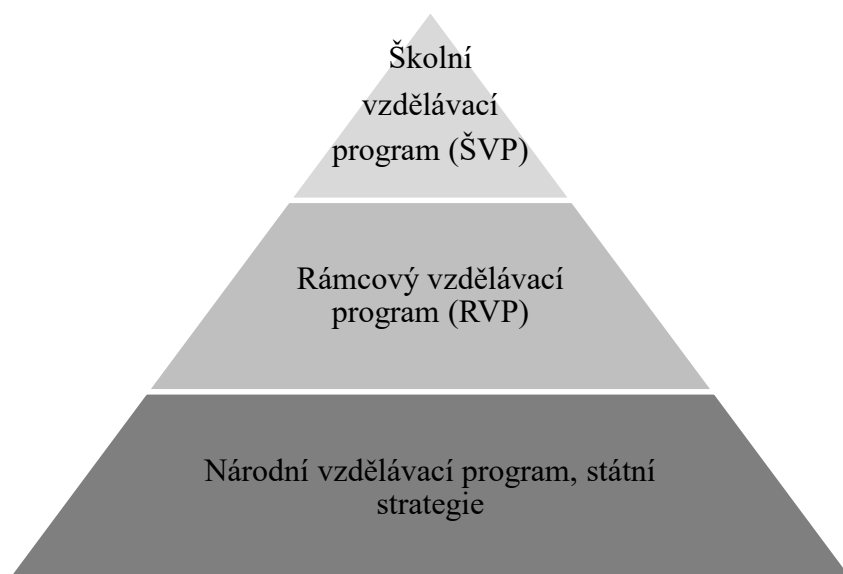 Školní
vzdělávací
program (ŠVP)
Rámcový vzdělávací
program (RVP)
Národní vzdělávací program, státní
strategie